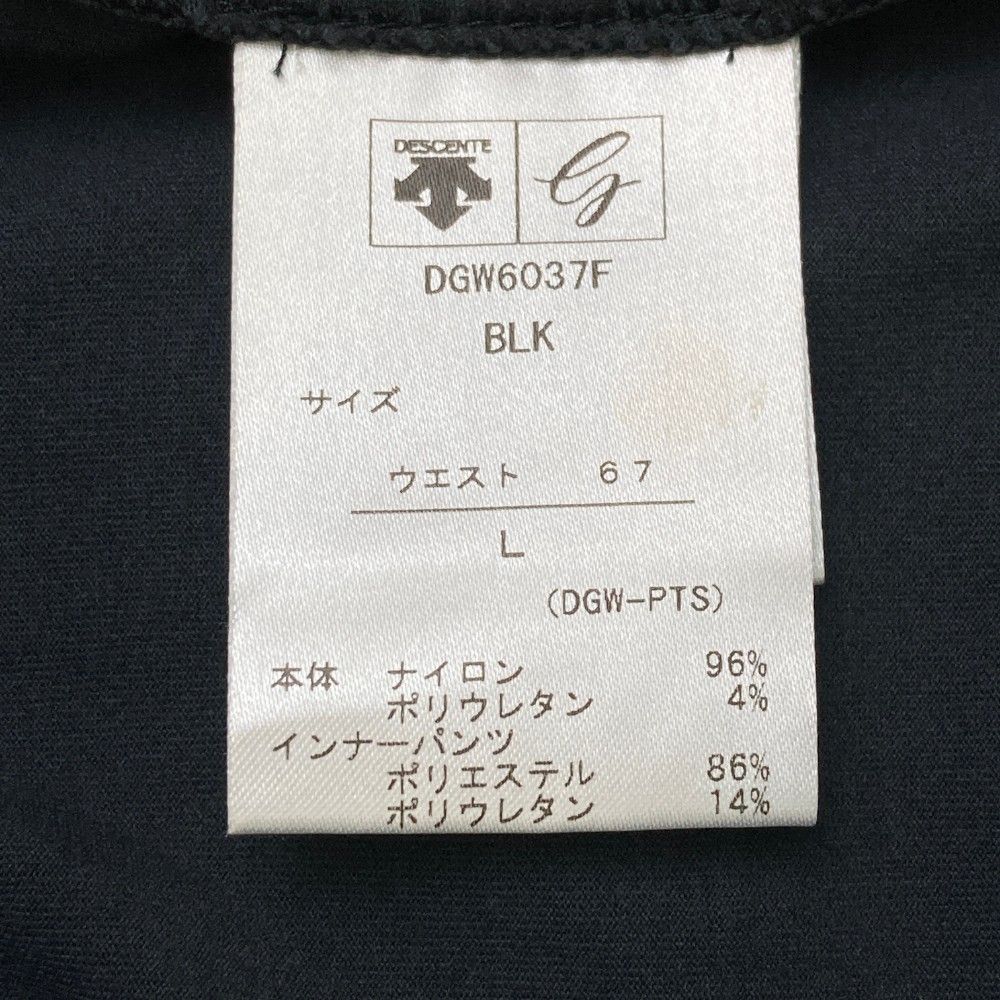 DESCENTE G
DGW6037F
BLK
サイズ
ウエスト 67
L
(DGW-PTS)
本体 ナイロン 96%
ポリウレタン 4%
インナーパンツ
ポリエステル 86%
ポリウレタン 14%